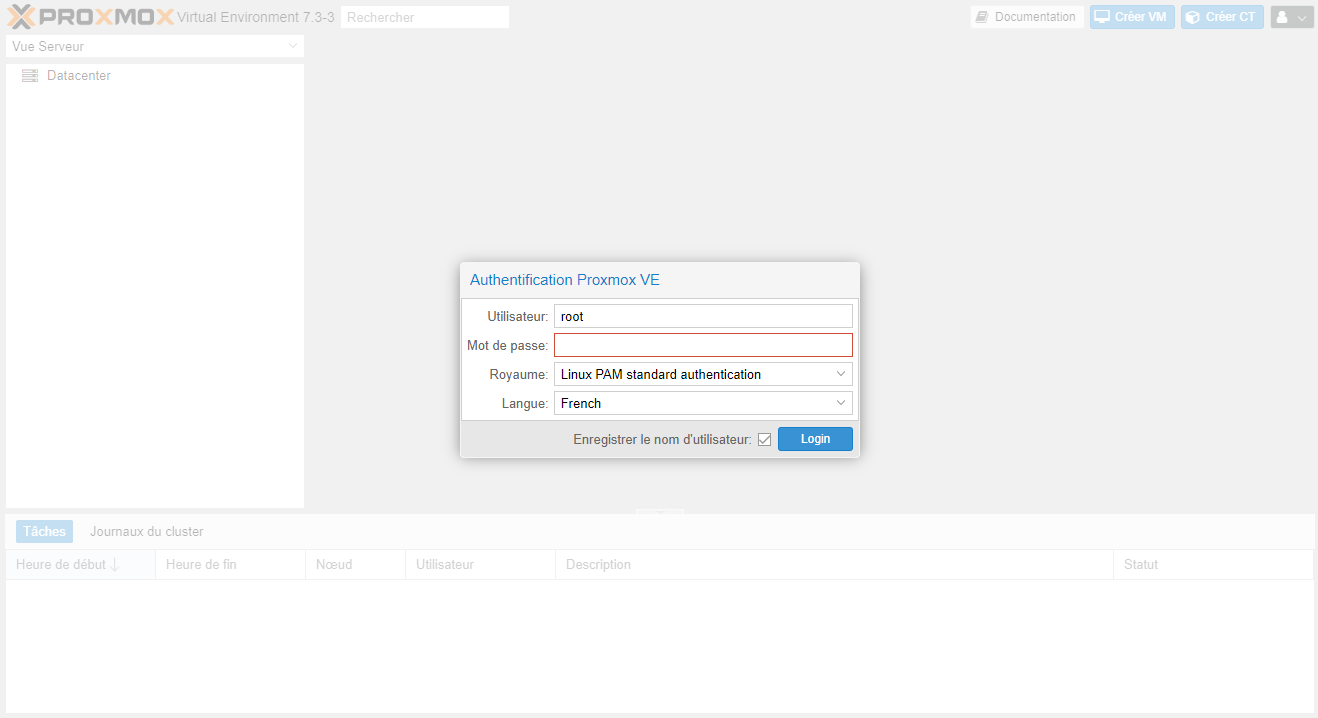 PROXMOX Virtual Environment 7.3-3 Rechercher Documentation Créer VM Créer CT
Vue Serveur
Datacenter
Authentification Proxmox VE
Utilisateur: root
Mot de passe:
Royaume: Linux PAM standard authentication
Langue: French
Enregistrer le nom d'utilisateur: Login
Tâches Journaux du cluster
Heure de début Heure de fin Nœud Utilisateur Description Statut